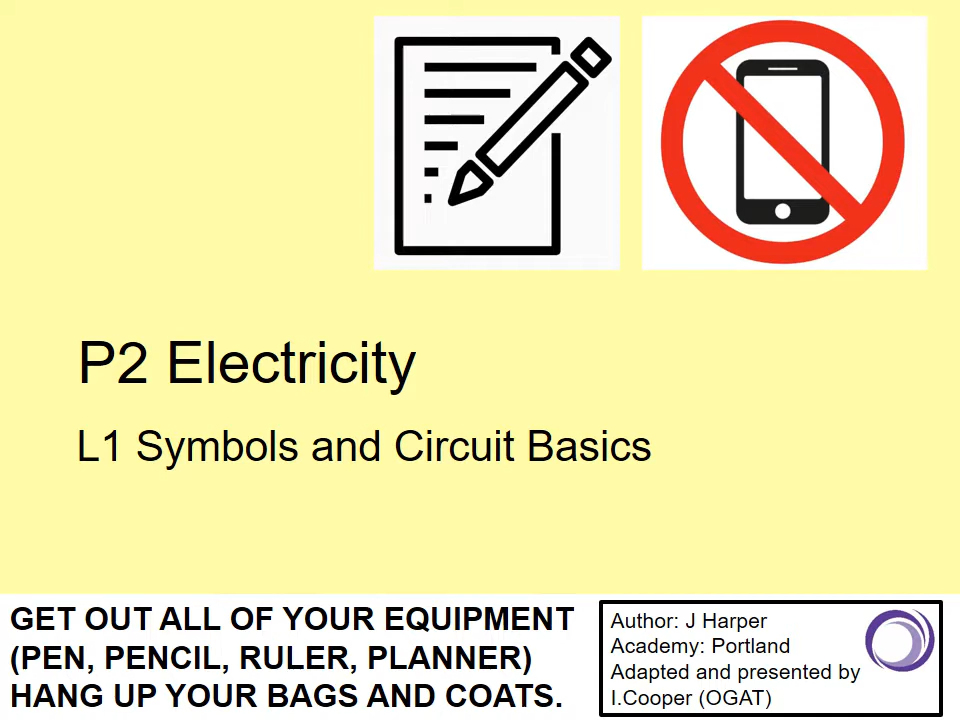 P2 Electricity
L1 Symbols and Circuit Basics
GET OUT ALL OF YOUR EQUIPMENT
(PEN, PENCIL, RULER, PLANNER)
HANG UP YOUR BAGS AND COATS.
Author: J Harper
Academy: Portland
Adapted and presented by
I.Cooper (OGAT)